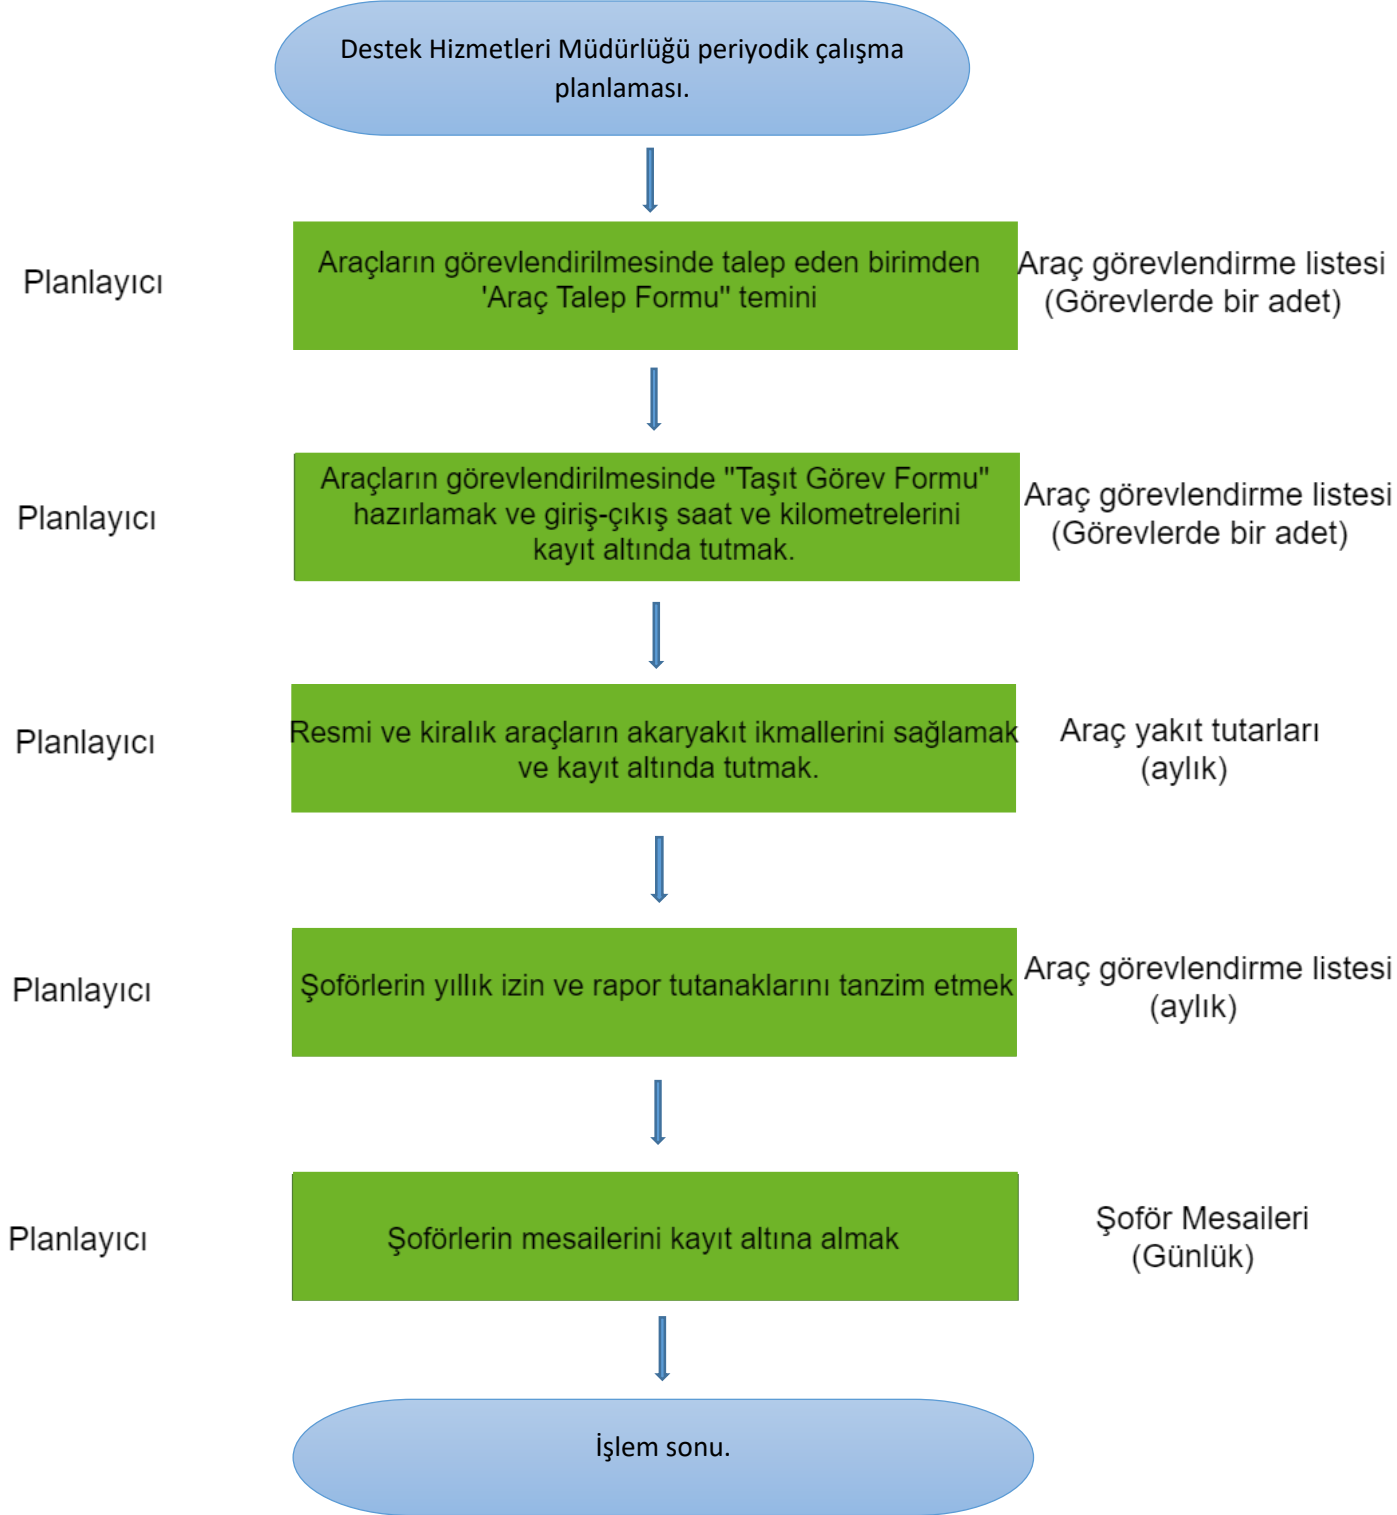 Destek Hizmetleri Müdürlüğü periyodik çalışma
planlaması.
Planlayıcı
Araçların görevlendirilmesinde talep eden birimden
'Araç Talep Formu" temini
Araç görevlendirme listesi
(Görevlerde bir adet)
Planlayıcı
Araçların görevlendirilmesinde "Taşıt Görev Formu"
hazırlamak ve giriş-çıkış saat ve kilometrelerini
kayıt altında tutmak.
Araç görevlendirme listesi
(Görevlerde bir adet)
Planlayıcı
Resmi ve kiralık araçların akaryakıt ikmallerini sağlamak
ve kayıt altında tutmak.
Araç yakıt tutarları
(aylık)
Planlayıcı
Şoförlerin yıllık izin ve rapor tutanaklarını tanzim etmek
Araç görevlendirme listesi
(aylık)
Planlayıcı
Şoförlerin mesailerini kayıt altına almak
Şoför Mesaileri
(Günlük)
İşlem sonu.